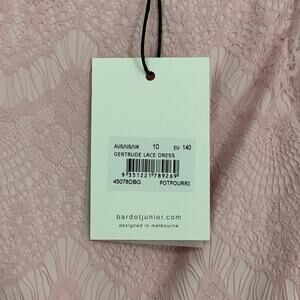 AUS/US/UK 10 EU 140
GERTRUDE LACE DRESS
9 351221 789269
45078DBG POTPOURRI
bardotjunior.com
designed in melbourne